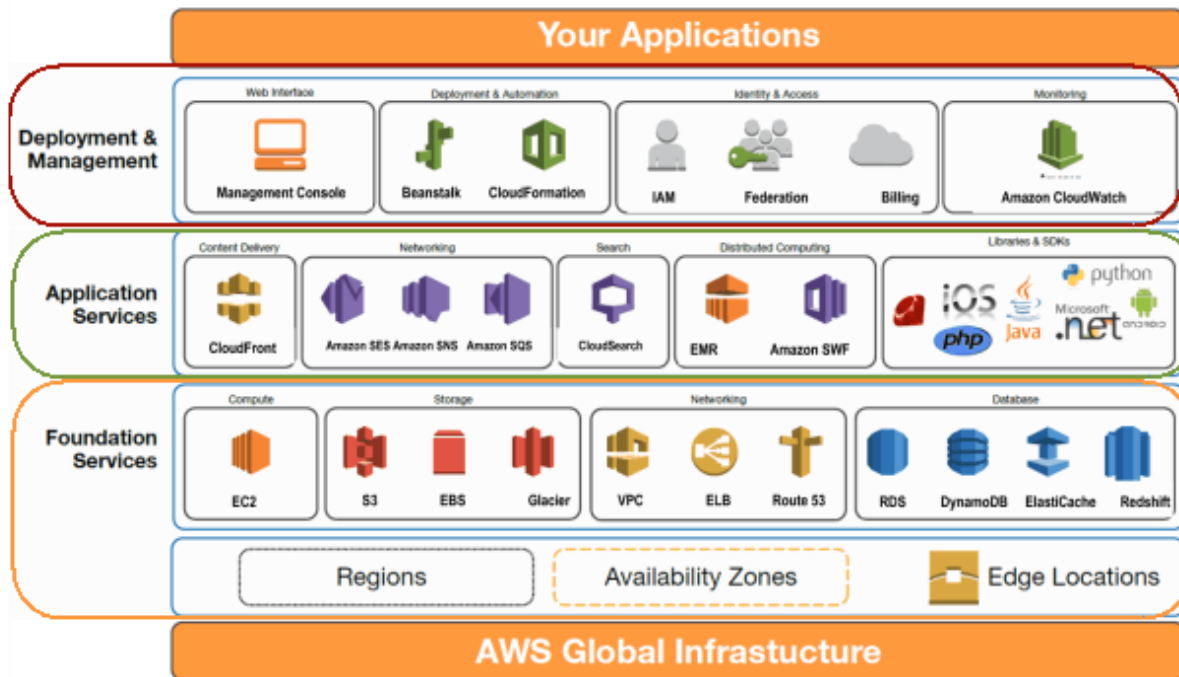 Your Applications
Web Interface
Deployment & Automation
Identity & Access
Monitoring
Deployment &
Management
Management Console
Beanstalk
CloudFormation
IAM
Federation
Billing
Amazon CloudWatch
Content Delivery
Networking
Search
Distributed Computing
Libraries & SDKs
Application
Services
CloudFront
Amazon SES
Amazon SNS
Amazon SQS
CloudSearch
EMR
Amazon SWF
python
iOS
Java
Microsoft
.net
android
php
Compute
Storage
Networking
Database
Foundation
Services
EC2
S3
EBS
Glacier
VPC
ELB
Route 53
RDS
DynamoDB
ElastiCache
Redshift
Regions
Availability Zones
Edge Locations
AWS Global Infrastucture